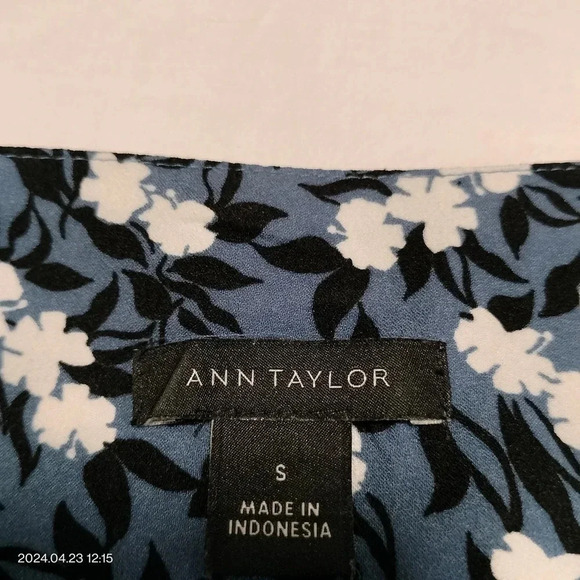 ANN TAYLOR
S
MADE IN
INDONESIA
2024.04.23 12:15